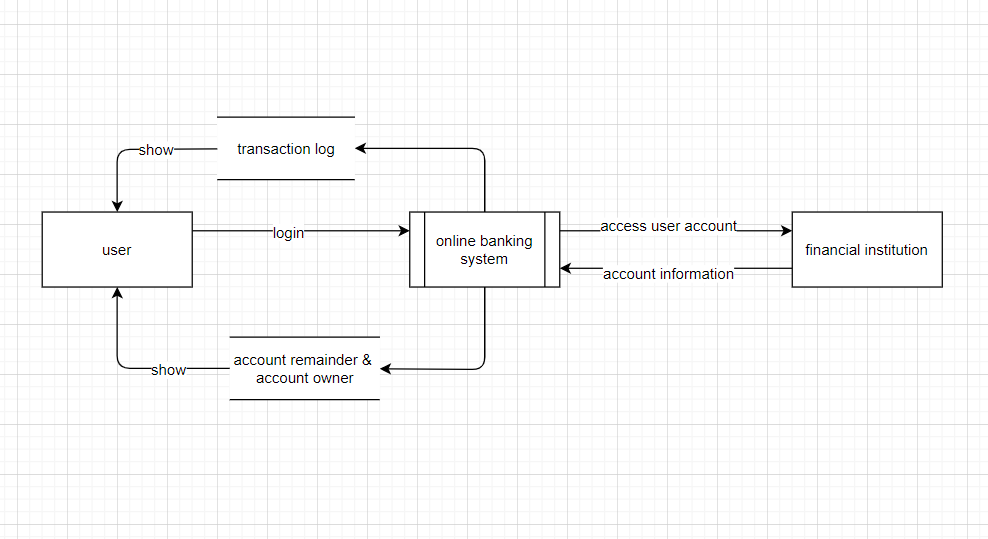 transaction log
show
user
login
online banking
system
access user account
account information
financial institution
account remainder &
account owner
show